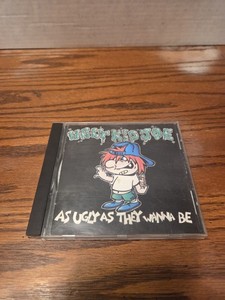 UGLY KID JOE
AS UGLY AS THEY WANNA BE